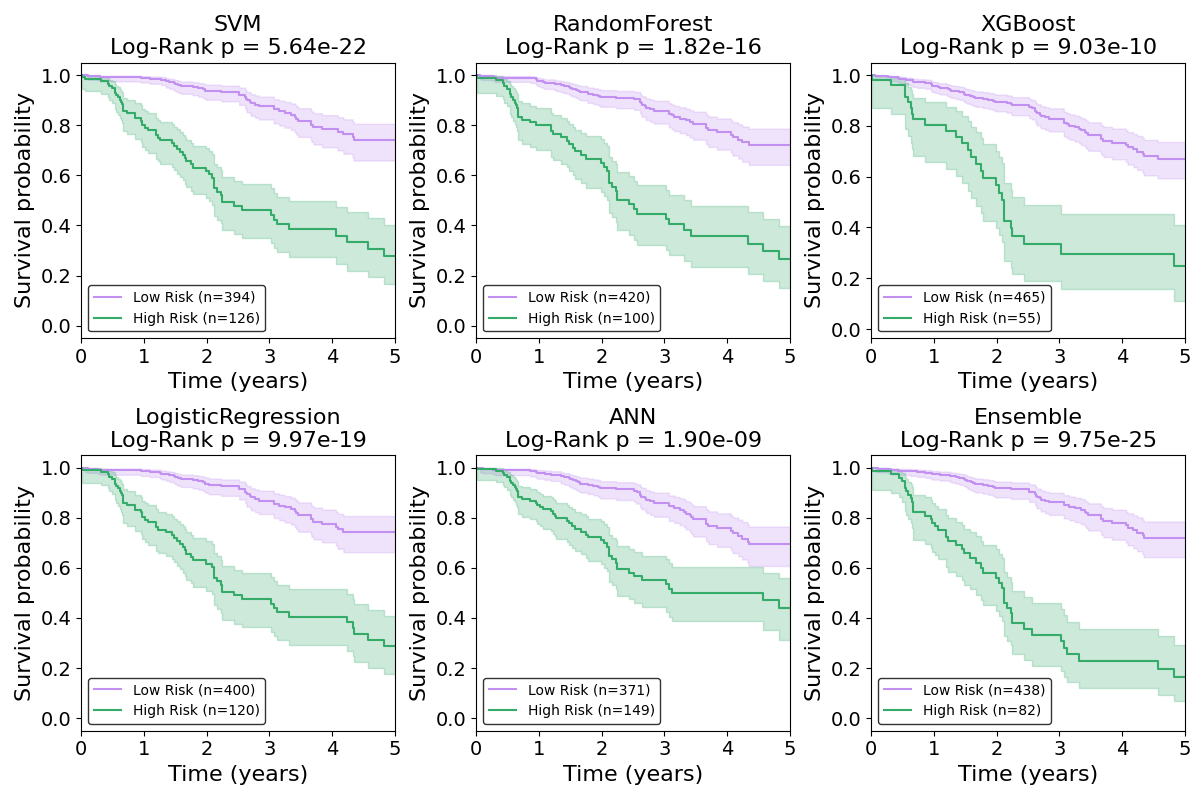 SVM
Log-Rank p = 5.64e-22
Survival probability
1.0
0.8
0.6
0.4
0.2
0.0
Low Risk (n=394)
High Risk (n=126)
0 1 2 3 4 5
Time (years)
RandomForest
Log-Rank p = 1.82e-16
Survival probability
1.0
0.8
0.6
0.4
0.2
0.0
Low Risk (n=420)
High Risk (n=100)
0 1 2 3 4 5
Time (years)
XGBoost
Log-Rank p = 9.03e-10
Survival probability
1.0
0.8
0.6
0.4
0.2
0.0
Low Risk (n=465)
High Risk (n=55)
0 1 2 3 4 5
Time (years)
LogisticRegression
Log-Rank p = 9.97e-19
Survival probability
1.0
0.8
0.6
0.4
0.2
0.0
Low Risk (n=400)
High Risk (n=120)
0 1 2 3 4 5
Time (years)
ANN
Log-Rank p = 1.90e-09
Survival probability
1.0
0.8
0.6
0.4
0.2
0.0
Low Risk (n=371)
High Risk (n=149)
0 1 2 3 4 5
Time (years)
Ensemble
Log-Rank p = 9.75e-25
Survival probability
1.0
0.8
0.6
0.4
0.2
0.0
Low Risk (n=438)
High Risk (n=82)
0 1 2 3 4 5
Time (years)